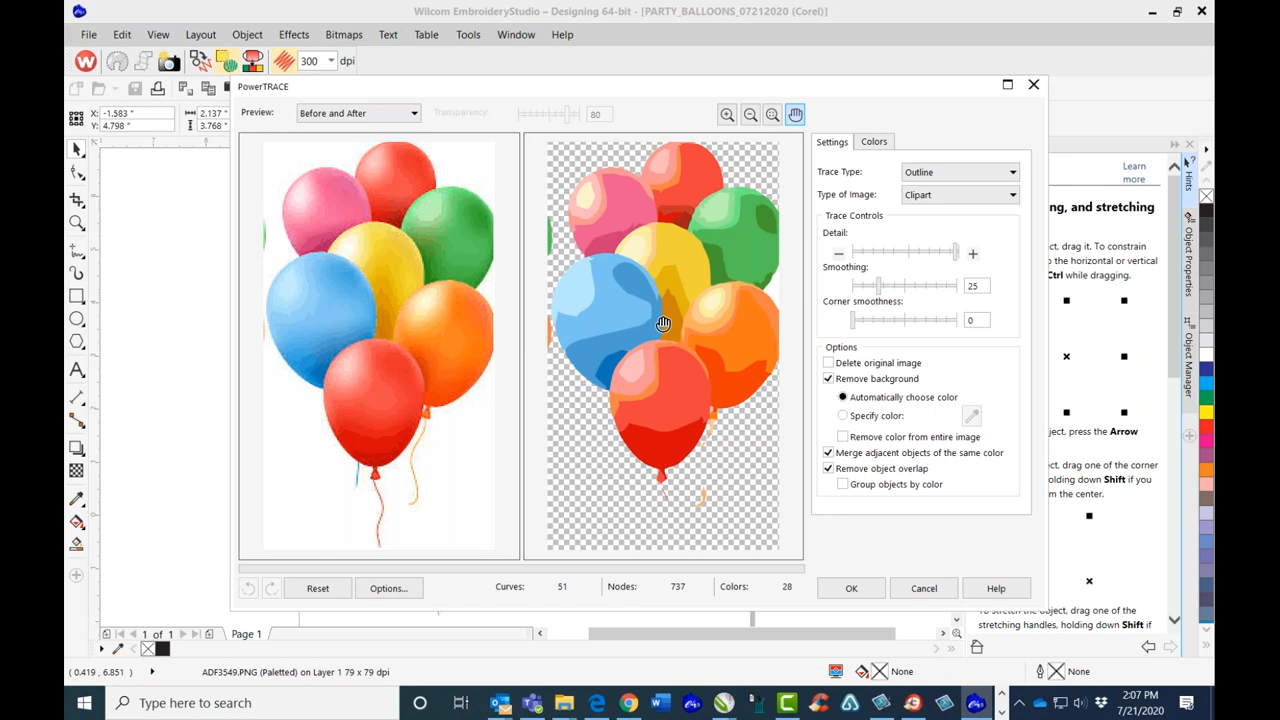 Wilcom EmbroideryStudio – Designing 64-bit - [PARTY_BALLOONS_07212020 (Corel)]
File Edit View Layout Object Effects Bitmaps Text Table Tools Window Help
300 dpi
PowerTRACE
X: -1.583 "
Y: 4.798 "
2.137 "
3.768 "
Preview: Before and After Transparency: 80
Settings Colors
Trace Type: Outline
Type of Image: Clipart
Trace Controls
Detail:
Smoothing:
25
Corner smoothness:
0
Options
Delete original image
Remove background
Automatically choose color
Specify color:
Remove color from entire image
Merge adjacent objects of the same color
Remove object overlap
Group objects by color
Reset Options... Curves: 51 Nodes: 737 Colors: 28 OK Cancel Help
Learn
more
ng, and stretching
object, drag it. To constrain
o the horizontal or vertical
Ctrl while dragging.
ject, press the Arrow
ject, drag one of the corner
holding down Shift if you
om the center.
To stretch the object, drag one of the
stretching handles, holding down Shift if
Hints
Object Properties
Object Manager
1 of 1 Page 1
( 0.419 , 6.851 ) ADF3549.PNG (Paletted) on Layer 1 79 x 79 dpi None None
Type here to search
2:07 PM
7/21/2020